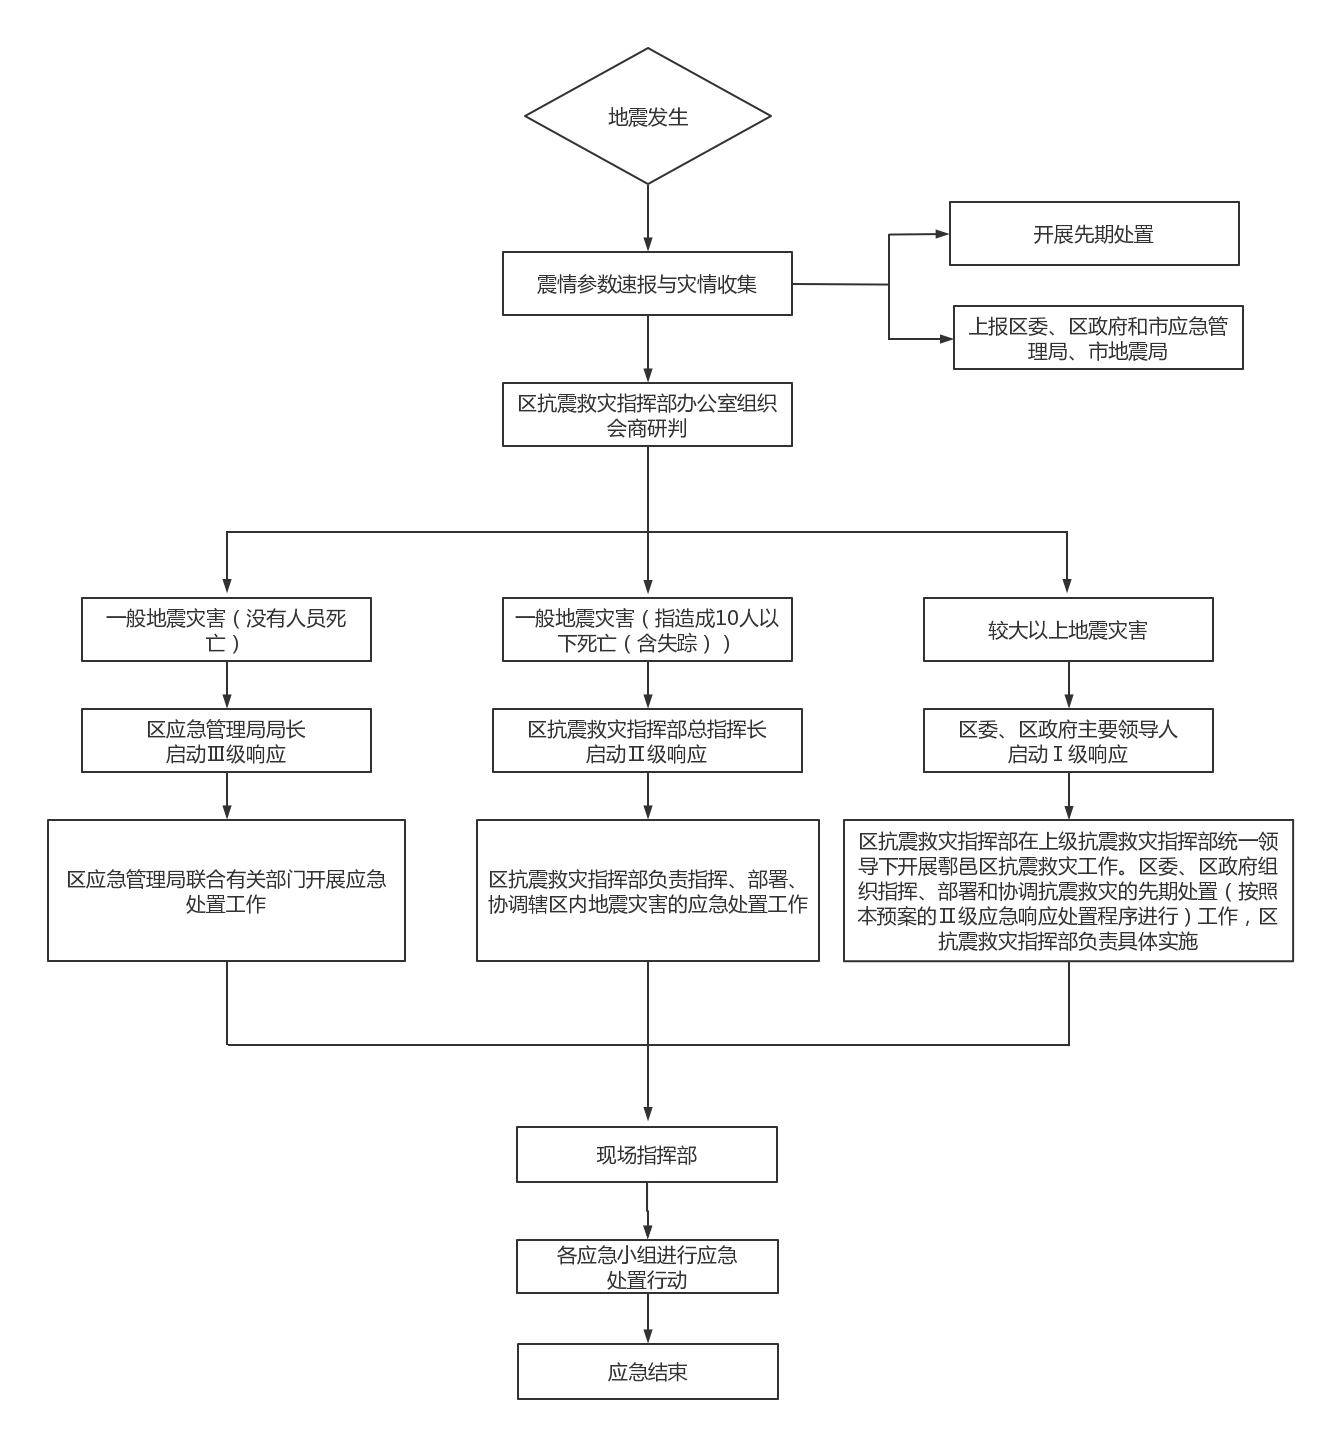 地震发生
开展先期处置
震情参数速报与灾情收集
上报区委、区政府和市应急管
理局、市地震局
区抗震救灾指挥部办公室组织
会商研判
一般地震灾害（没有人员死
亡）
一般地震灾害（指造成10人以
下死亡（含失踪））
较大以上地震灾害
区应急管理局局长
启动Ⅲ级响应
区抗震救灾指挥部总指挥长
启动Ⅱ级响应
区委、区政府主要领导人
启动Ⅰ级响应
区应急管理局联合有关部门开展应急
处置工作
区抗震救灾指挥部负责指挥、部署、
协调辖区内地震灾害的应急处置工作
区抗震救灾指挥部在上级抗震救灾指挥部统一领
导下开展鄠邑区抗震救灾工作。区委、区政府组
织指挥、部署和协调抗震救灾的先期处置（按照
本预案的Ⅱ级应急响应处置程序进行）工作，区
抗震救灾指挥部负责具体实施
现场指挥部
各应急小组进行应急
处置行动
应急结束